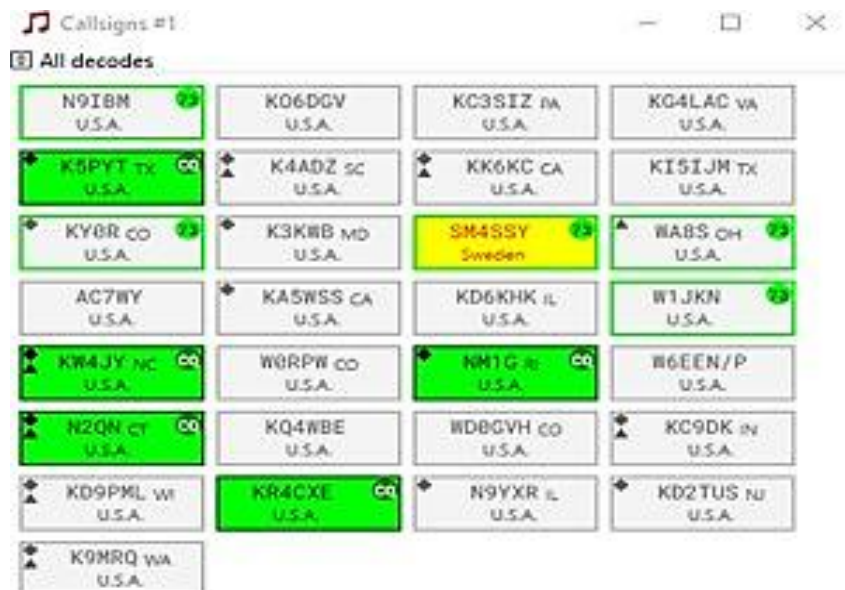 Callsigns #1
All decodes
N9IBM 73 KO6DGV KC3SIZ PA KG4LAC VA
U.S.A. U.S.A. U.S.A. U.S.A.
K5PYT TX CQ K4ADZ SC KK6KC CA KI5IJM TX
U.S.A. U.S.A. U.S.A. U.S.A.
KY0R CO 73 K3KWB MD SM4SSY 73 WA8S OH 73
U.S.A. U.S.A. Sweden U.S.A.
AC7WY KA5WSS CA KD6KHK IL W1JKN 73
U.S.A. U.S.A. U.S.A. U.S.A.
KW4JY NC CQ W0RPW CO NM1G RI CQ W6EEN/P
U.S.A. U.S.A. U.S.A. U.S.A.
N2QN CT CQ KQ4WBE WD0GVH CO KC9DK IN
U.S.A. U.S.A. U.S.A. U.S.A.
KD9PML WI KR4CXE CQ N9YXR IL KD2TUS NJ
U.S.A. U.S.A. U.S.A. U.S.A.
K9MRQ WA
U.S.A.